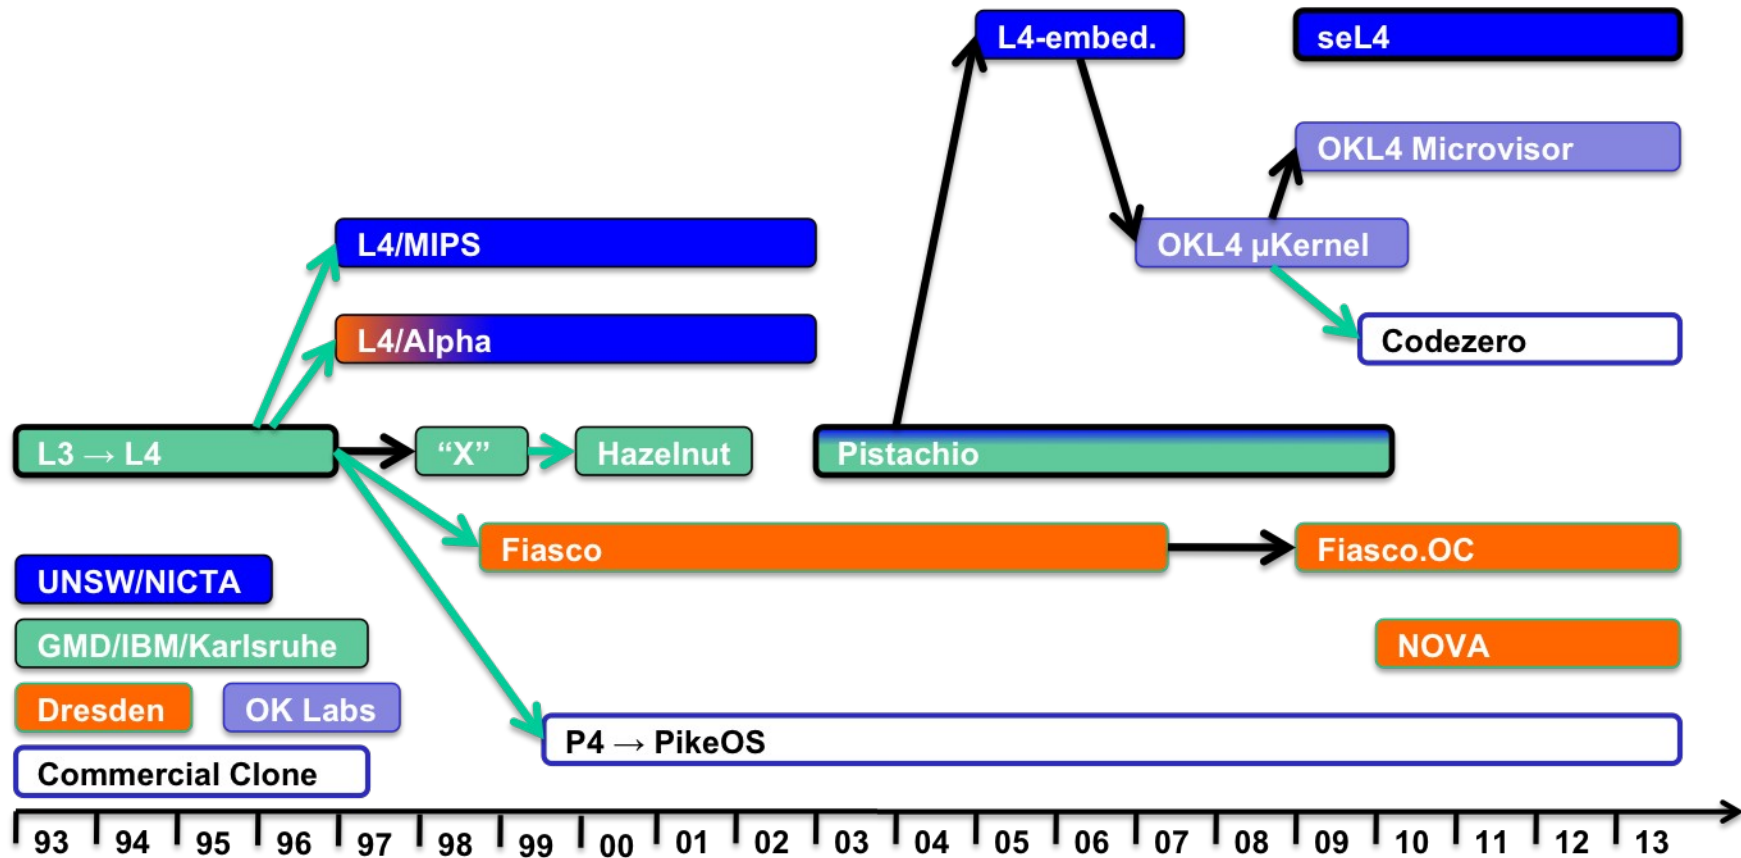 L4-embed.
seL4
OKL4 Microvisor
L4/MIPS
OKL4 µKernel
L4/Alpha
Codezero
L3 → L4
“X”
Hazelnut
Pistachio
Fiasco
Fiasco.OC
UNSW/NICTA
GMD/IBM/Karlsruhe
NOVA
Dresden
OK Labs
P4 → PikeOS
Commercial Clone
93 94 95 96 97 98 99 00 01 02 03 04 05 06 07 08 09 10 11 12 13